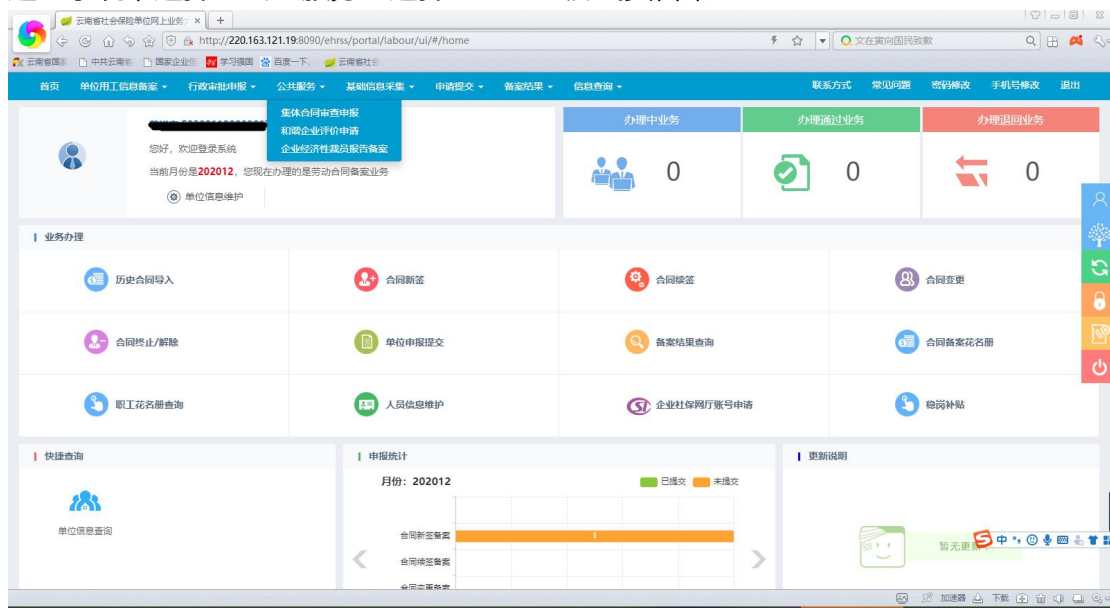 云南省社会保险单位网上业务 × +
http://220.163.121.19:8090/ehrss/portal/labour/ui/#/home
文在寅向国民致歉
云南省国 中共云南省 国家企业信 学习强国 百度一下, 云南省社会
首页 单位用工信息备案 行政审批申报 公共服务 基础信息采集 申请提交 备案结果 信息查询 联系方式 常见问题 密码修改 手机号修改 退出
集体合同审查申报
和谐企业评价申请
企业经济性裁员报告备案
您好,欢迎登录系统
当前月份是202012,您现在办理的是劳动合同备案业务
单位信息维护
办理中业务 办理通过业务 办理退回业务
0 0 0
业务办理
历史合同导入 合同新签 合同续签 合同变更
合同终止/解除 单位申报提交 备案结果查询 合同备案花名册
职工花名册查询 人员信息维护 企业社保网厅账号申请 稳岗补贴
快捷查询 申报统计 更新说明
月份:202012 已提交 未提交
单位信息查询
合同新签备案 1
合同续签备案
合同变更备案
暂无更新
中
加速器 下载